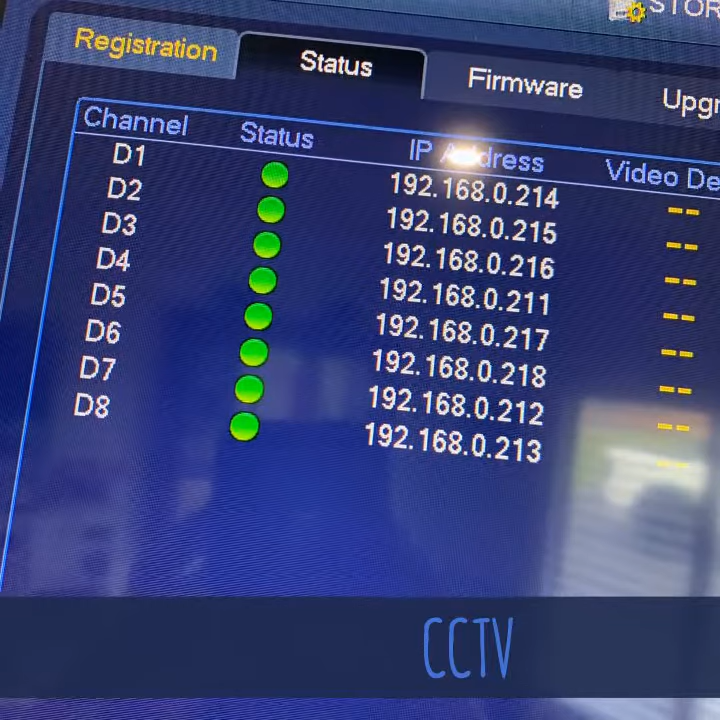 STOR
Registration Status Firmware Upgr
Channel Status IP Address Video De
D1 192.168.0.214 --
D2 192.168.0.215 --
D3 192.168.0.216 --
D4 192.168.0.211 --
D5 192.168.0.217 --
D6 192.168.0.218 --
D7 192.168.0.212 --
D8 192.168.0.213 --
CCTV